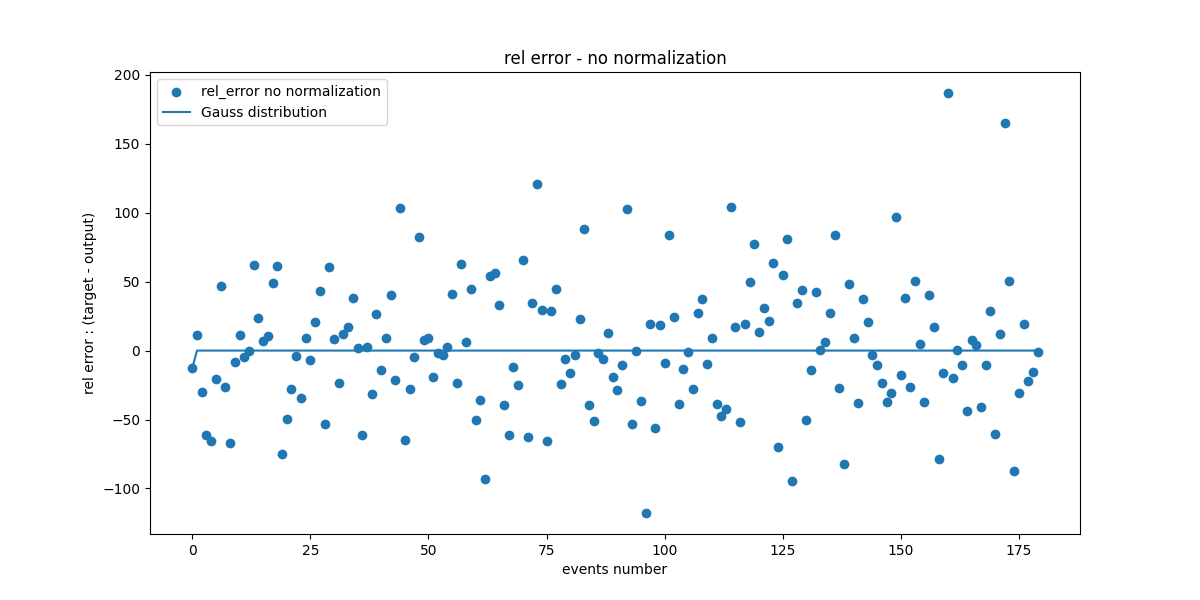 rel error - no normalization
rel_error no normalization
Gauss distribution
rel error : (target - output)
200
150
100
50
0
−50
−100
0 25 50 75 100 125 150 175
events number